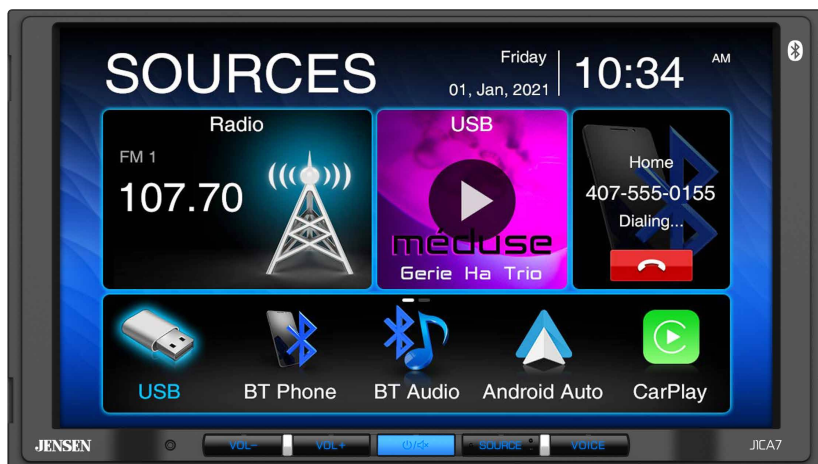 SOURCES
Friday
01, Jan, 2021
10:34 AM
Radio
FM 1
107.70
USB
méduse
Gerie Ha Trio
Home
407-555-0155
Dialing...
USB
BT Phone
BT Audio
Android Auto
CarPlay
JENSEN
VOL-
VOL+
SOURCE
VOICE
J1CA7